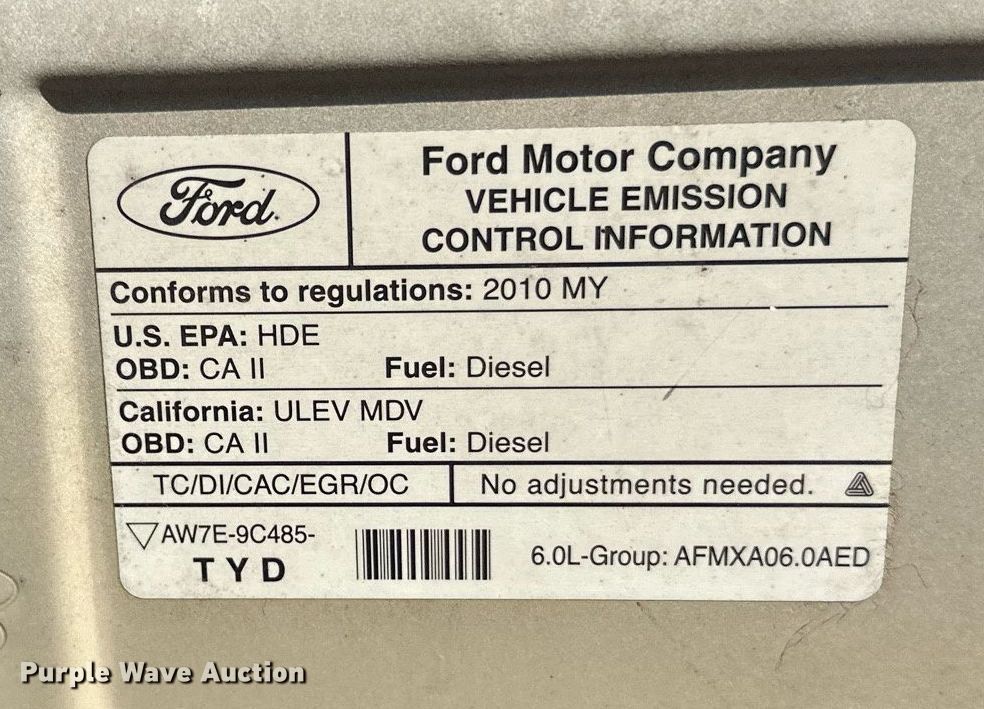 Ford
Ford Motor Company
VEHICLE EMISSION
CONTROL INFORMATION
Conforms to regulations: 2010 MY
U.S. EPA: HDE
OBD: CA II Fuel: Diesel
California: ULEV MDV
OBD: CA II Fuel: Diesel
TC/DI/CAC/EGR/OC No adjustments needed.
AW7E-9C485-
TYD
6.0L-Group: AFMXA06.0AED
Purple Wave Auction